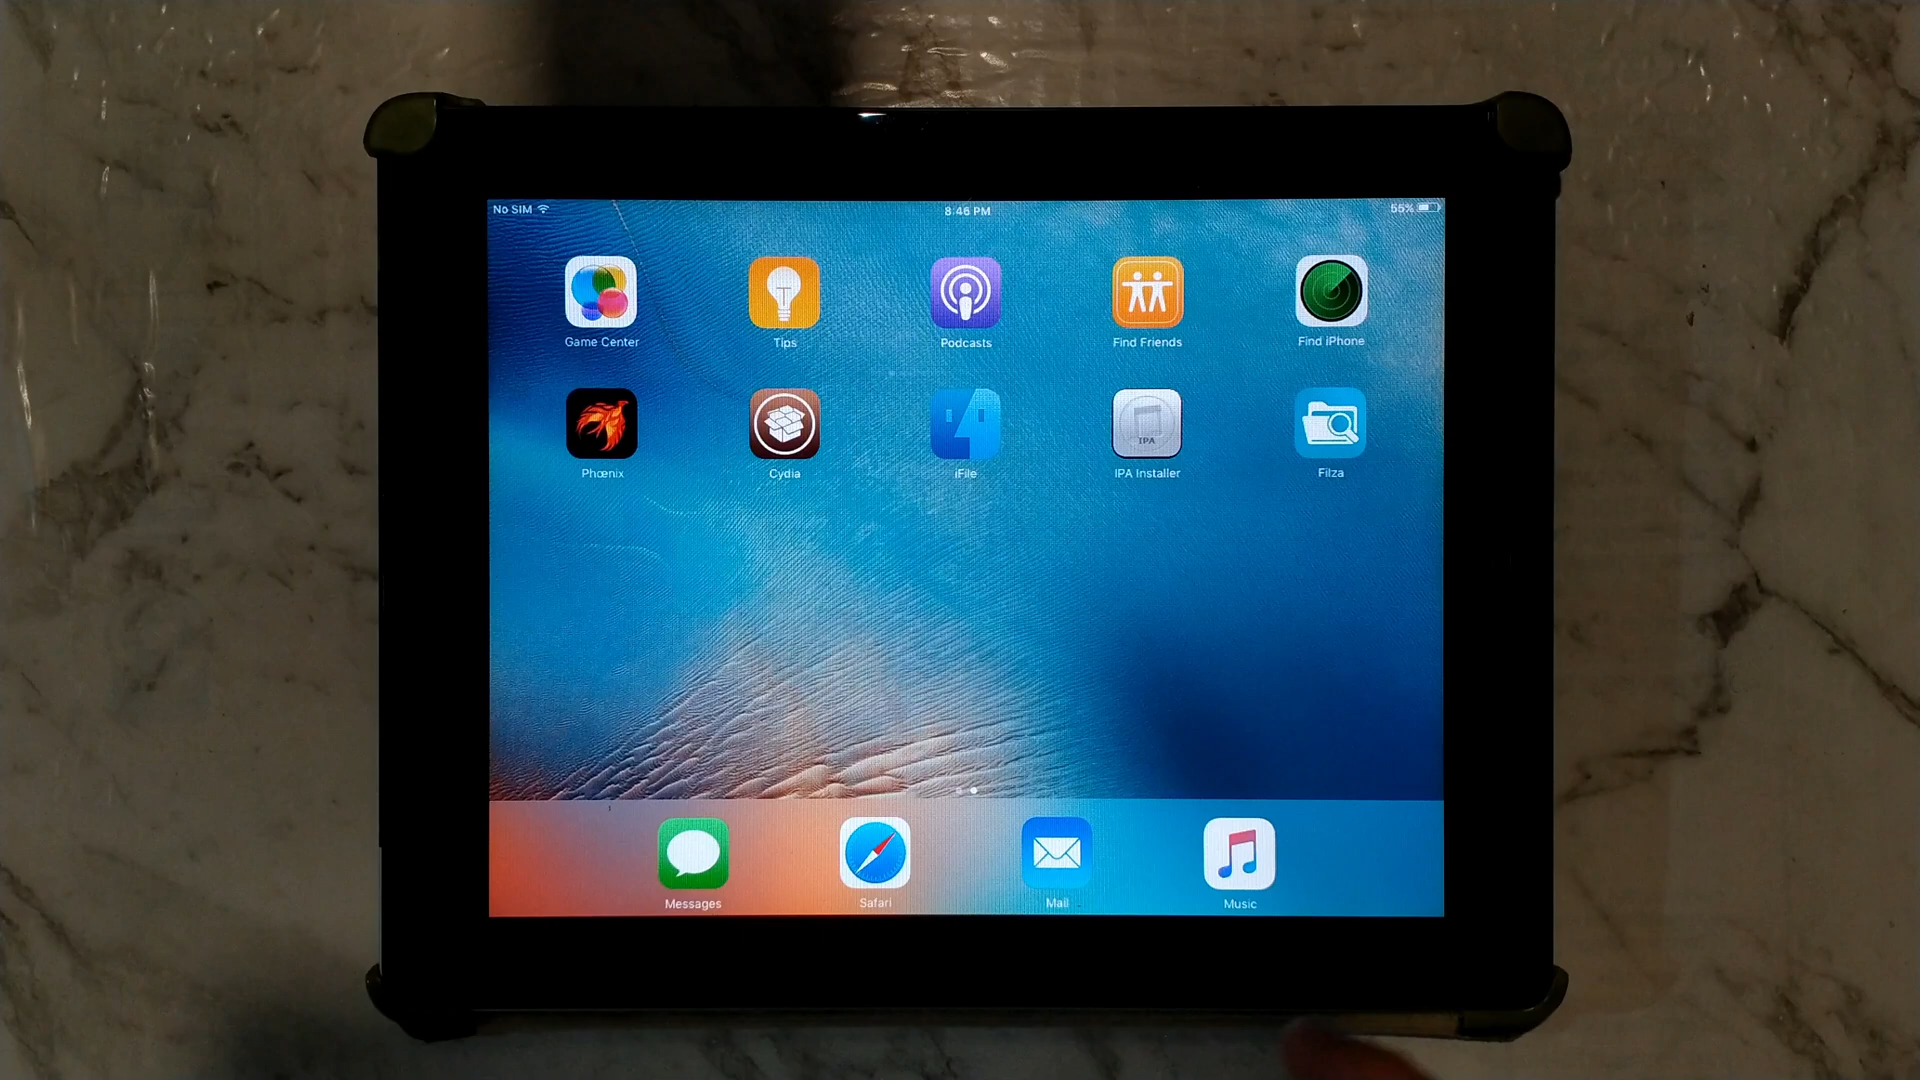 No SIM 8:46 PM 55%
Game Center Tips Podcasts Find Friends Find iPhone
IPA
Phœnix Cydia iFile IPA Installer Filza
Messages Safari Mail Music